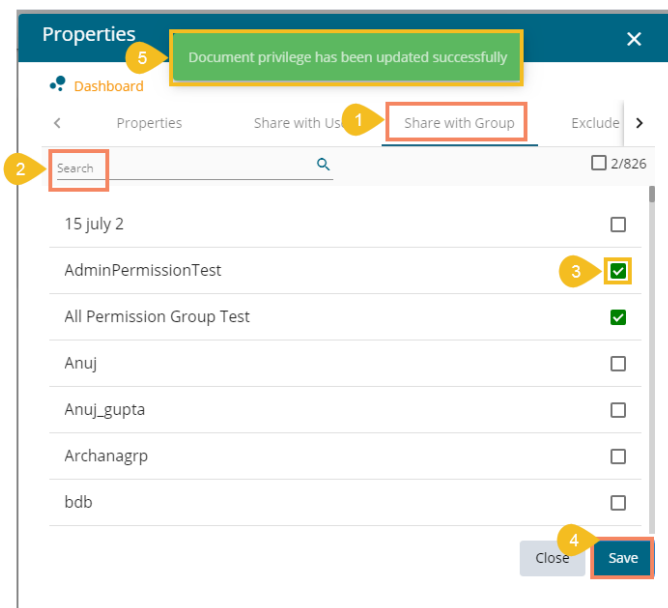 Properties
5
Document privilege has been updated successfully
Dashboard
Properties
Share with Us
1
Share with Group
Exclude
2
Search
2/826
15 july 2
AdminPermissionTest
3
All Permission Group Test
Anuj
Anuj_gupta
Archanagrp
bdb
4
Close
Save